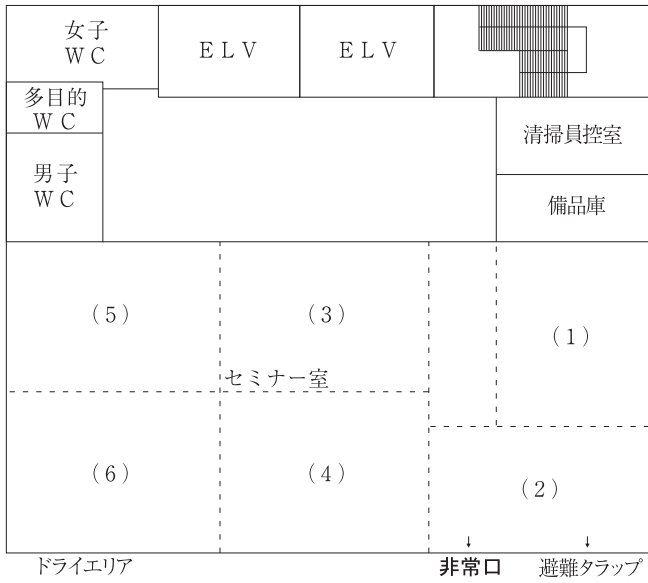 女子
WC
ELV
ELV
多目的
WC
男子
WC
清掃員控室
備品庫
(5)
(3)
(1)
セミナー室
(6)
(4)
(2)
ドライエリア
非常口
避難タラップ